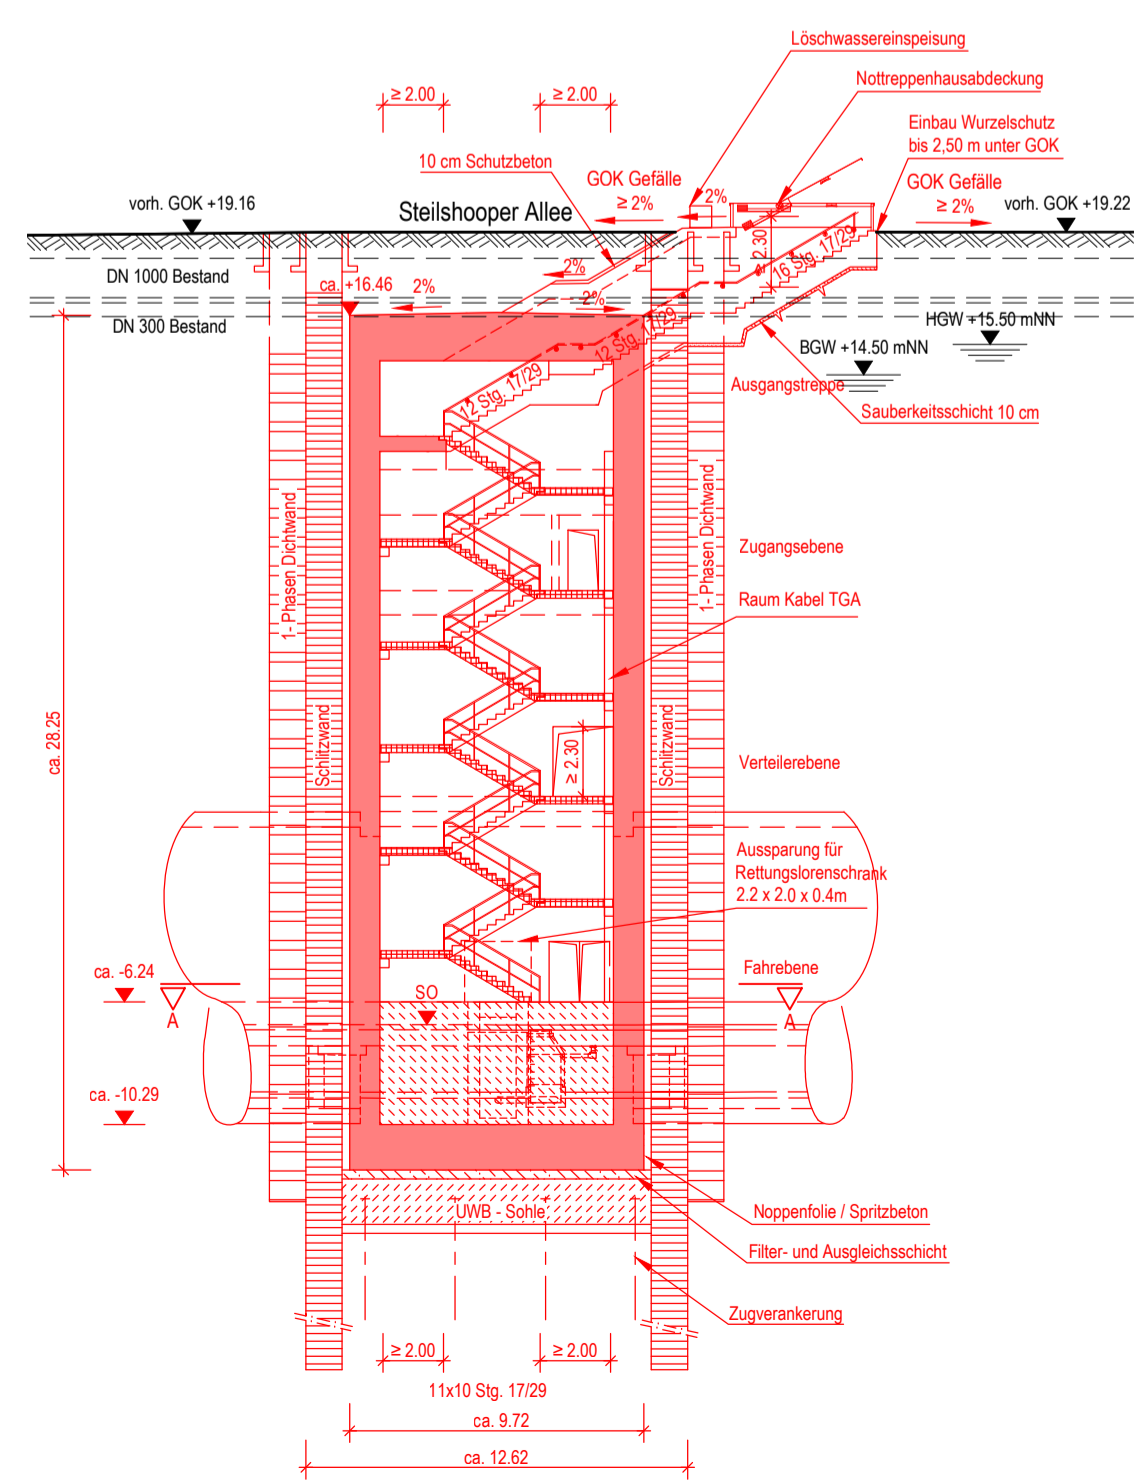 Löschwassereinspeisung
Nottreppenhausabdeckung
≥ 2.00
≥ 2.00
Einbau Wurzelschutz
bis 2,50 m unter GOK
10 cm Schutzbeton
GOK Gefälle
≥ 2%
2%
GOK Gefälle
≥ 2%
vorh. GOK +19.16
Steilshooper Allee
vorh. GOK +19.22
DN 1000 Bestand
2%
≥ 2.30
16 Stg. 17/29
ca. +16.46
2%
2%
DN 300 Bestand
12 Stg. 17/29
HGW +15.50 mNN
BGW +14.50 mNN
12 Stg. 17/29
Ausgangstreppe
Sauberkeitsschicht 10 cm
1- Phasen Dichtwand
1- Phasen Dichtwand
Zugangsebene
Raum Kabel TGA
ca. 28.25
Schlitzwand
Schlitzwand
≥ 2.30
Verteilerebene
Aussparung für
Rettungslorenschrank
2.2 x 2.0 x 0.4m
ca. -6.24
Fahrebene
SO
A
A
ca. -10.29
UWB - Sohle
Noppenfolie / Spritzbeton
Filter- und Ausgleichsschicht
Zugverankerung
≥ 2.00
≥ 2.00
11x10 Stg. 17/29
ca. 9.72
ca. 12.62